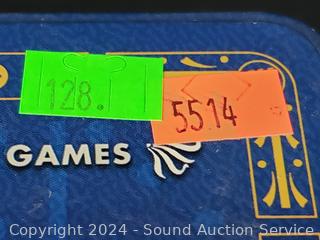 128.
5514
GAMES
Copyright 2024 - Sound Auction Service